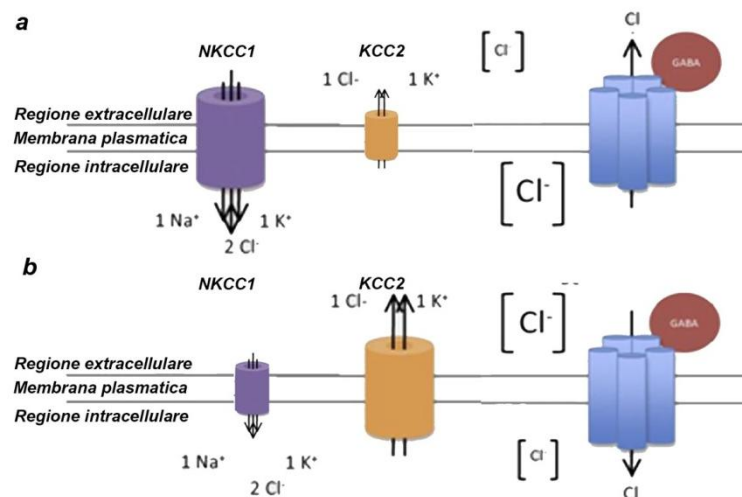 a
NKCC1
KCC2
1 Cl- 1 K⁺
[Cl⁻]
Cl
GABA
Regione extracellulare
Membrana plasmatica
Regione intracellulare
[Cl⁻]
1 Na⁺ 1 K⁺
2 Cl⁻
b
NKCC1
KCC2
1 Cl- 1 K⁺
[Cl⁻]
GABA
Regione extracellulare
Membrana plasmatica
Regione intracellulare
[Cl⁻]
1 Na⁺ 1 K⁺
2 Cl⁻
Cl